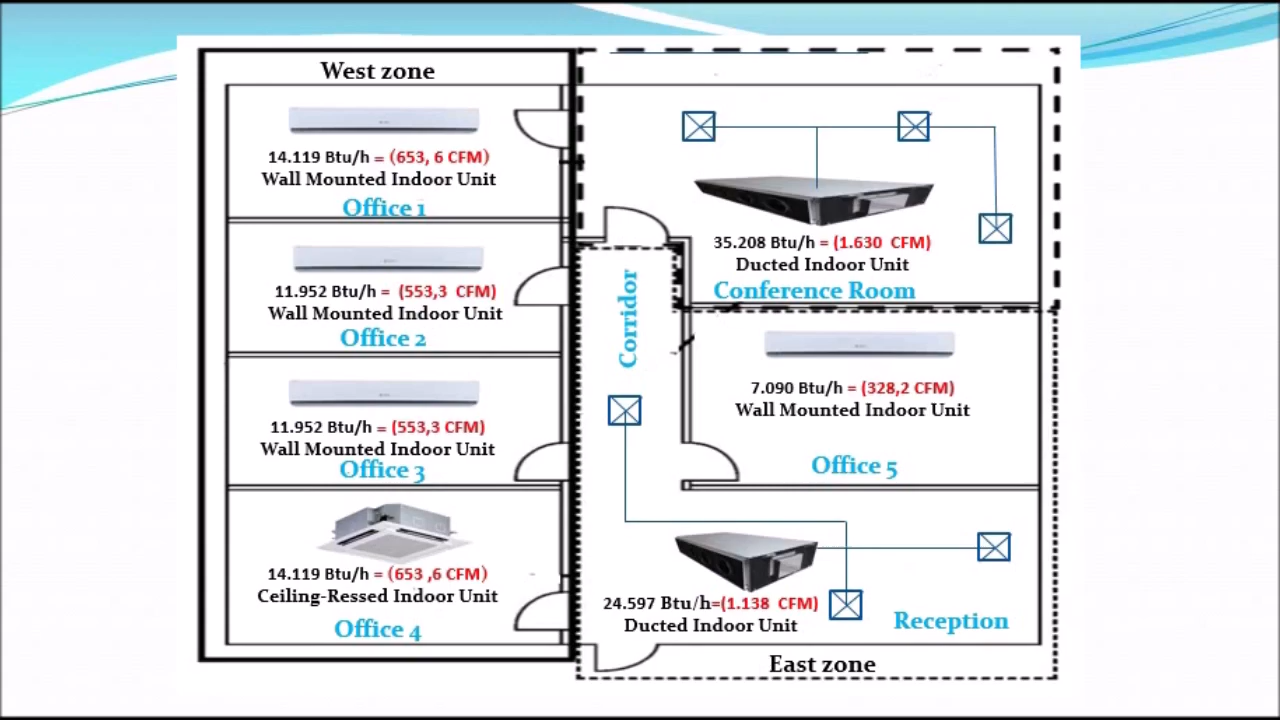 West zone
14.119 Btu/h = (653, 6 CFM)
Wall Mounted Indoor Unit
Office 1
11.952 Btu/h = (553,3 CFM)
Wall Mounted Indoor Unit
Office 2
11.952 Btu/h = (553,3 CFM)
Wall Mounted Indoor Unit
Office 3
14.119 Btu/h = (653 ,6 CFM)
Ceiling-Ressed Indoor Unit
Office 4
35.208 Btu/h = (1.630 CFM)
Ducted Indoor Unit
Conference Room
Corridor
7.090 Btu/h = (328,2 CFM)
Wall Mounted Indoor Unit
Office 5
24.597 Btu/h=(1.138 CFM)
Ducted Indoor Unit
Reception
East zone